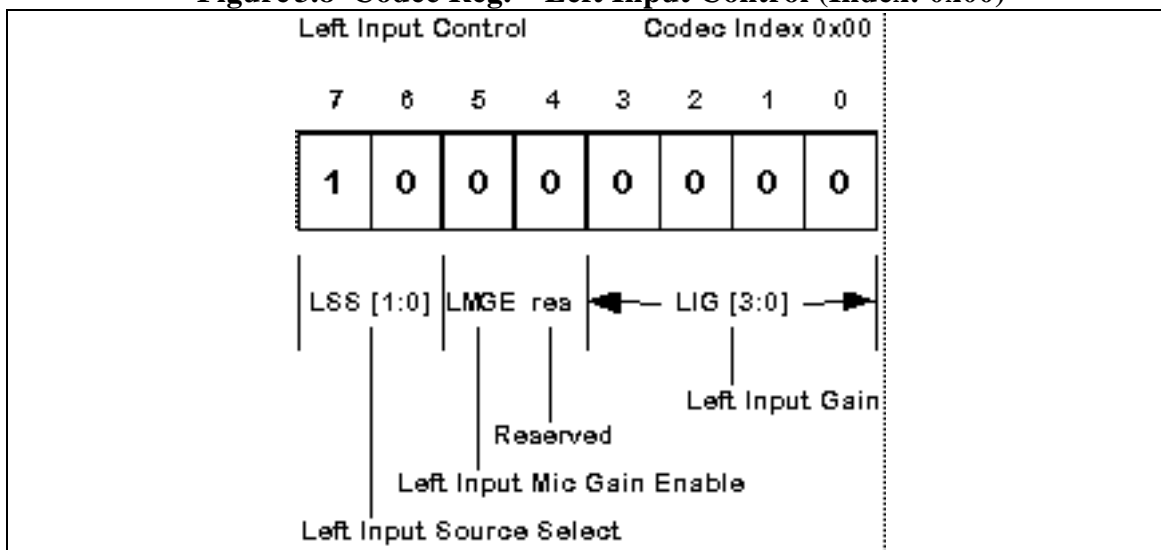 Left Input Control Codec Index 0x00
7 6 5 4 3 2 1 0
1 0 0 0 0 0 0 0
LSS [1:0] LMGE res LIG [3:0]
Left Input Gain
Reserved
Left Input Mic Gain Enable
Left Input Source Select